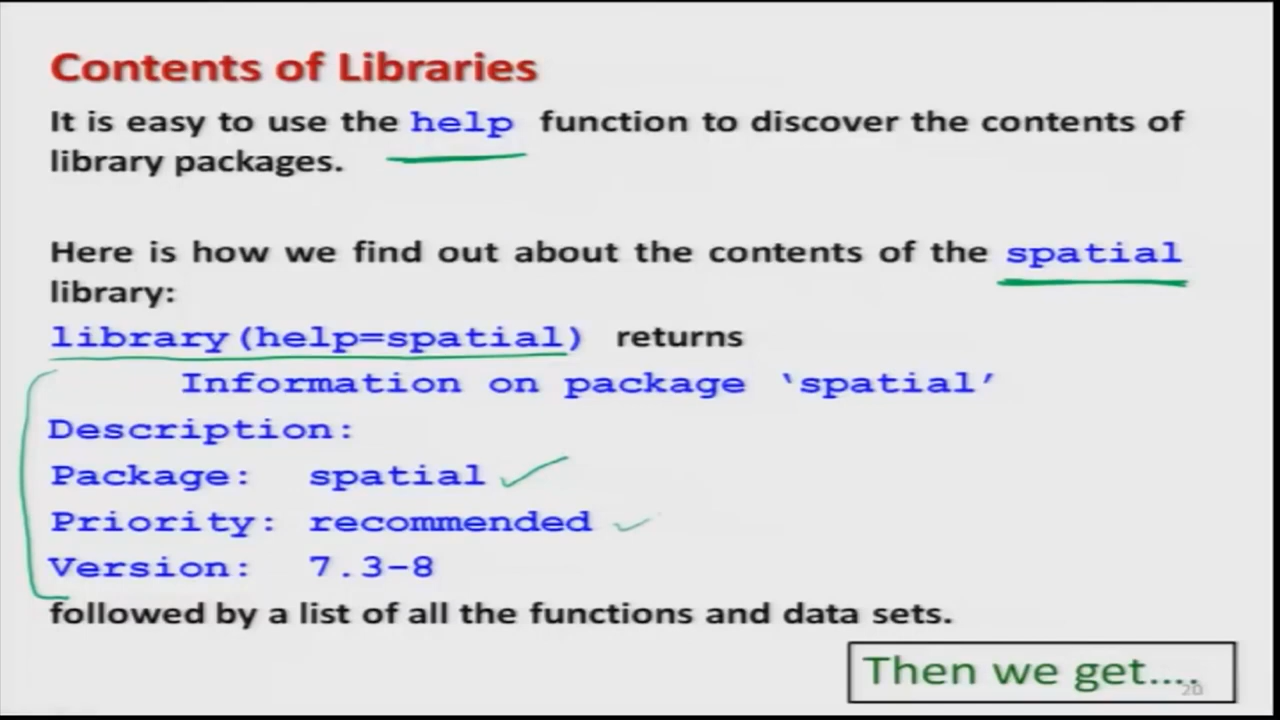 Contents of Libraries
It is easy to use the help function to discover the contents of
library packages.
Here is how we find out about the contents of the spatial
library:
library(help=spatial) returns
Information on package ‘spatial’
Description:
Package: spatial
Priority: recommended
Version: 7.3-8
followed by a list of all the functions and data sets.
Then we get....
20